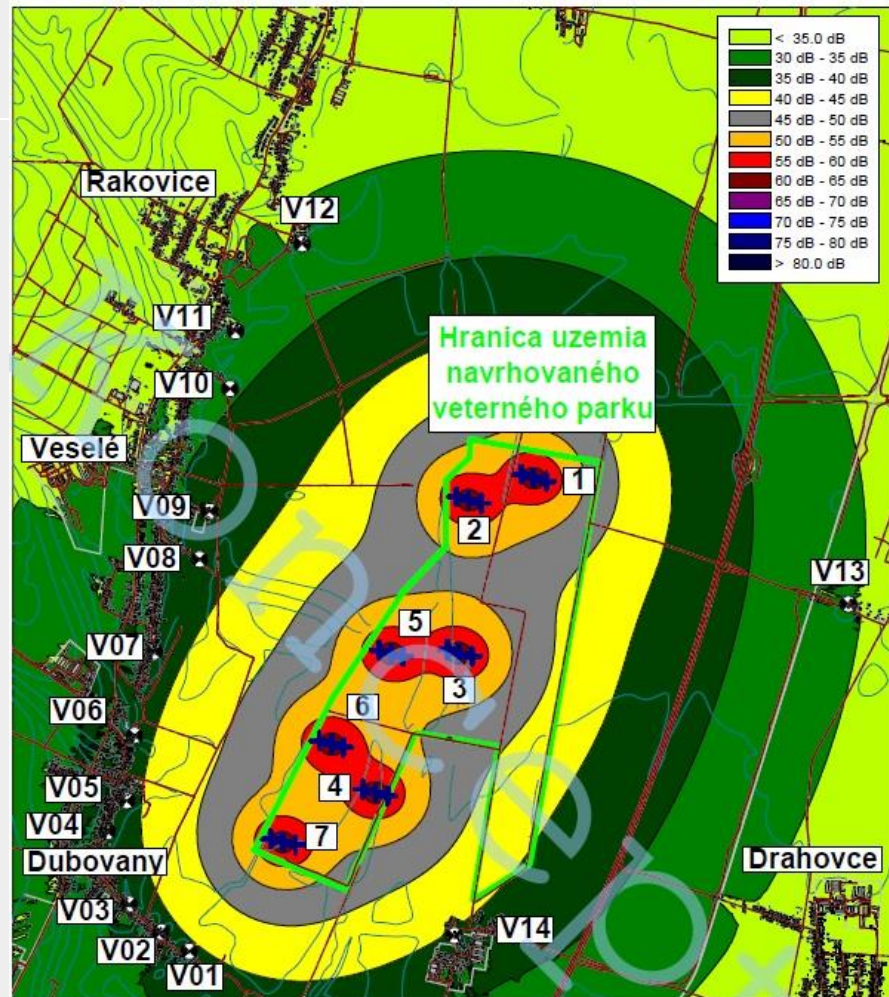 < 35.0 dB
30 dB - 35 dB
35 dB - 40 dB
40 dB - 45 dB
45 dB - 50 dB
50 dB - 55 dB
55 dB - 60 dB
60 dB - 65 dB
65 dB - 70 dB
70 dB - 75 dB
75 dB - 80 dB
> 80.0 dB
Rakovice
V12
V11
Hranica uzemia
navrhovaného
veterného parku
V10
Veselé
1
2
V09
V08
V13
5
3
V07
6
V06
4
V05
V04
7
Dubovany
Drahovce
V03
V14
V02
V01
koncept